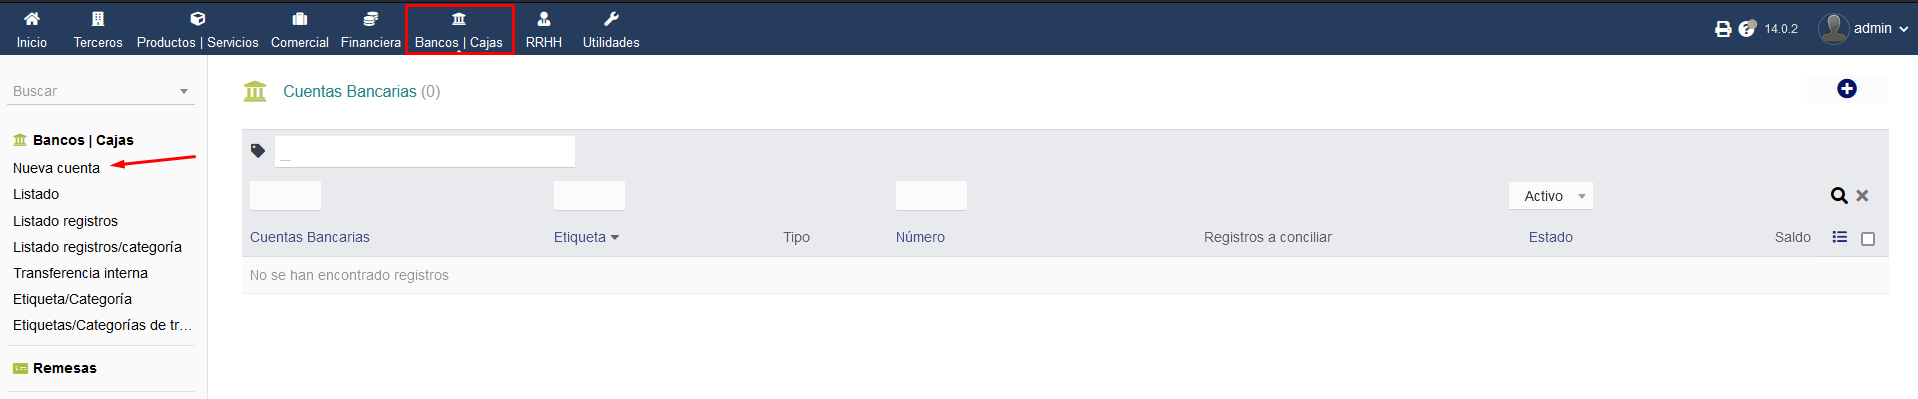 Inicio Terceros Productos | Servicios Comercial Financiera Bancos | Cajas RRHH Utilidades 14.0.2 admin
Buscar
Bancos | Cajas
Nueva cuenta
Listado
Listado registros
Listado registros/categoría
Transferencia interna
Etiqueta/Categoría
Etiquetas/Categorías de tr...
Remesas
Cuentas Bancarias (0)
_
Activo
Cuentas Bancarias Etiqueta Tipo Número Registros a conciliar Estado Saldo
No se han encontrado registros